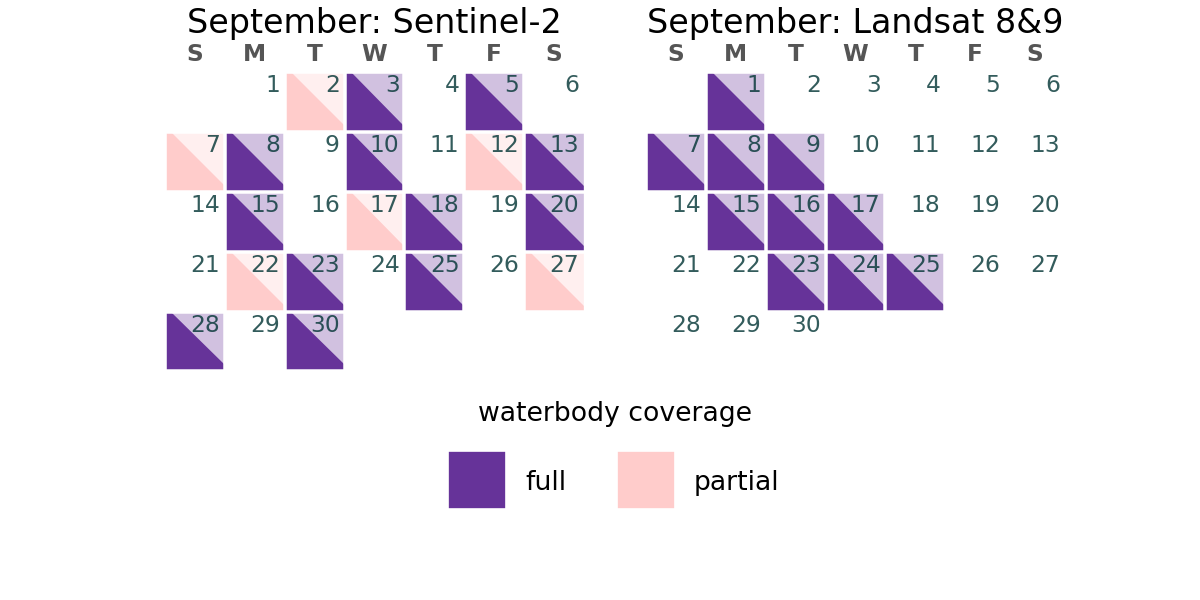 September: Sentinel-2
S M T W T F S
1 2 3 4 5 6
7 8 9 10 11 12 13
14 15 16 17 18 19 20
21 22 23 24 25 26 27
28 29 30
September: Landsat 8&9
S M T W T F S
1 2 3 4 5 6
7 8 9 10 11 12 13
14 15 16 17 18 19 20
21 22 23 24 25 26 27
28 29 30
waterbody coverage
full partial